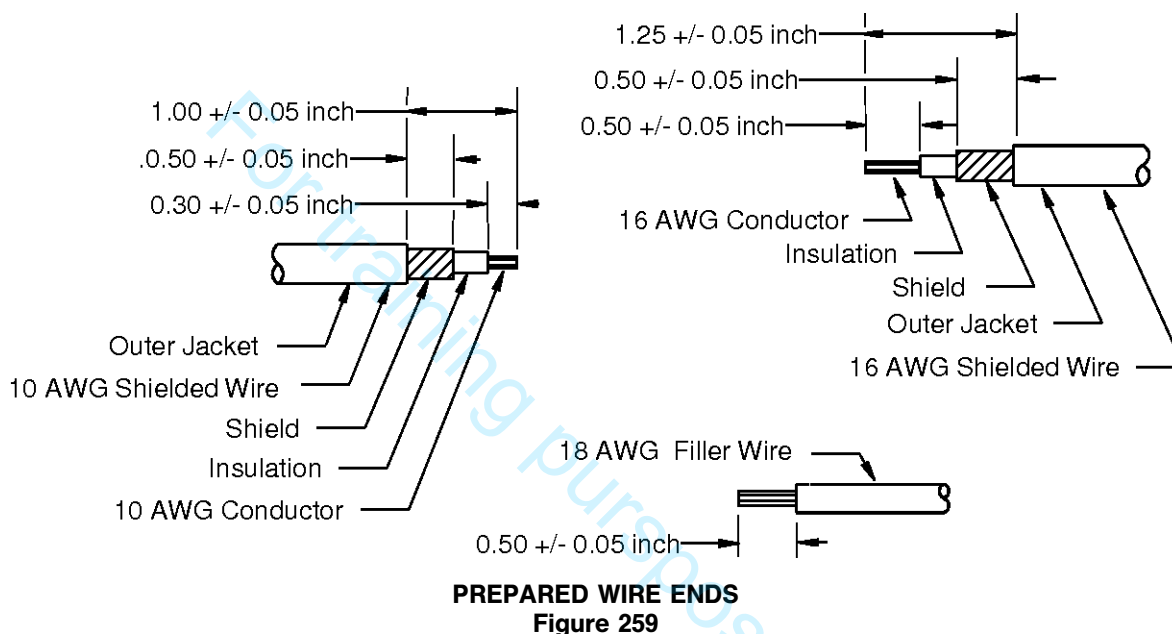 1.00 +/- 0.05 inch
.0.50 +/- 0.05 inch
0.30 +/- 0.05 inch
Outer Jacket
10 AWG Shielded Wire
Shield
Insulation
10 AWG Conductor
1.25 +/- 0.05 inch
0.50 +/- 0.05 inch
0.50 +/- 0.05 inch
16 AWG Conductor
Insulation
Shield
Outer Jacket
16 AWG Shielded Wire
18 AWG Filler Wire
0.50 +/- 0.05 inch
PREPARED WIRE ENDS
Figure 259
For training purspos